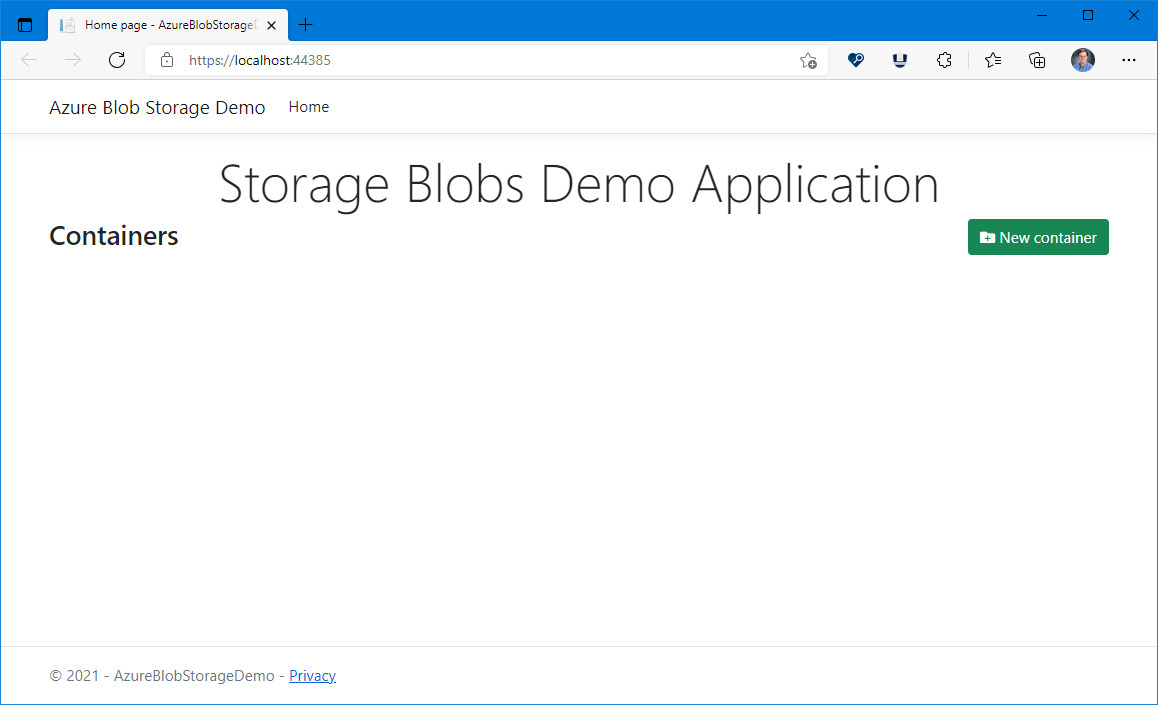 Home page - AzureBlobStorageD
https://localhost:44385
Azure Blob Storage Demo Home
Storage Blobs Demo Application
Containers
New container
© 2021 - AzureBlobStorageDemo - Privacy